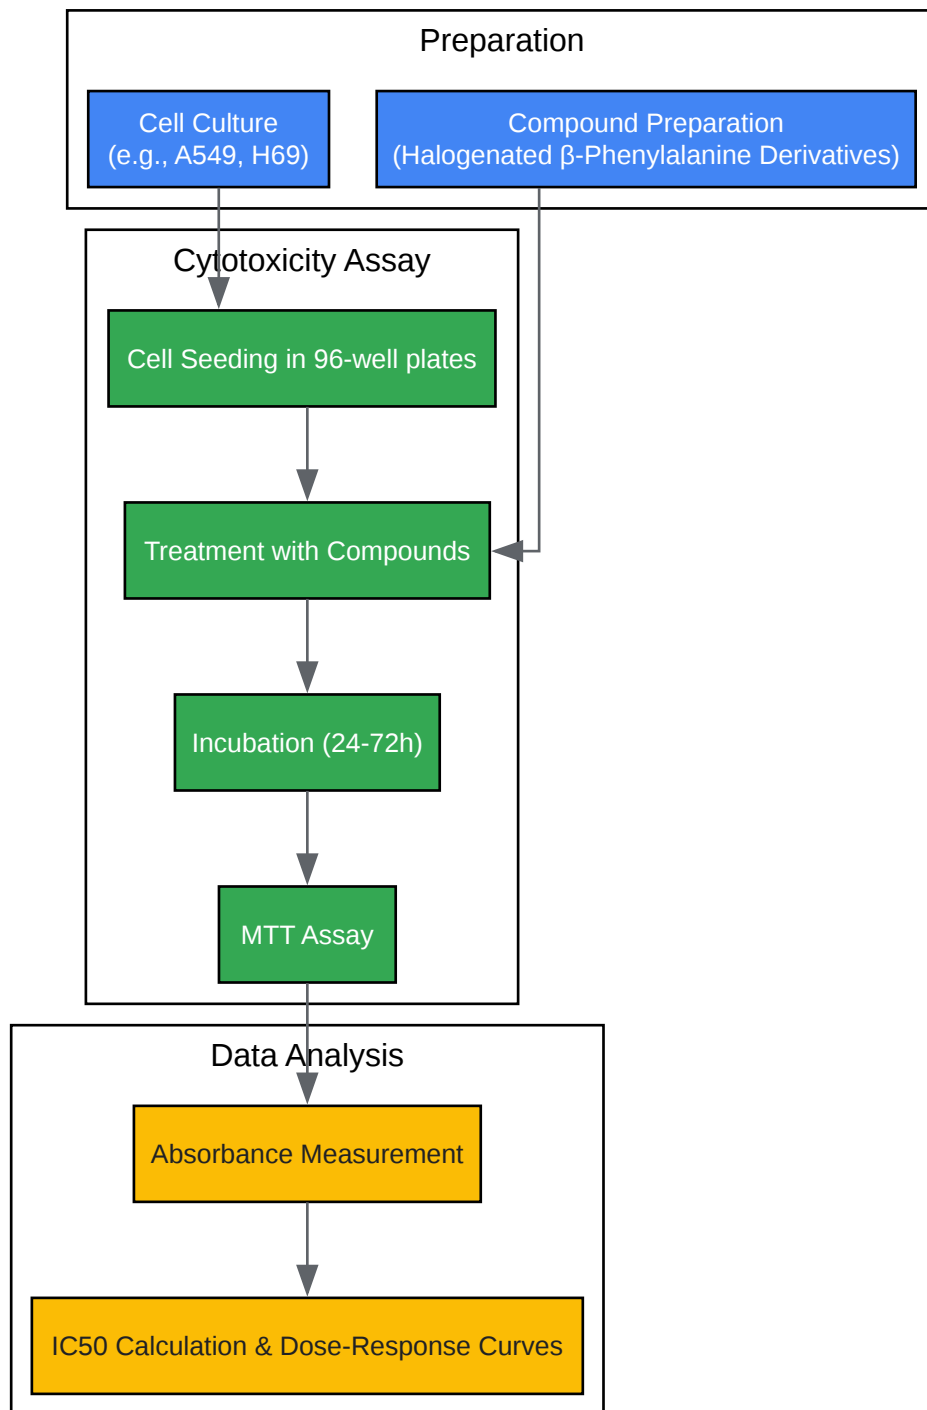 Preparation
Cell Culture
(e.g., A549, H69)
Compound Preparation
(Halogenated β-Phenylalanine Derivatives)
Cytotoxicity Assay
Cell Seeding in 96-well plates
Treatment with Compounds
Incubation (24-72h)
MTT Assay
Data Analysis
Absorbance Measurement
IC50 Calculation & Dose-Response Curves